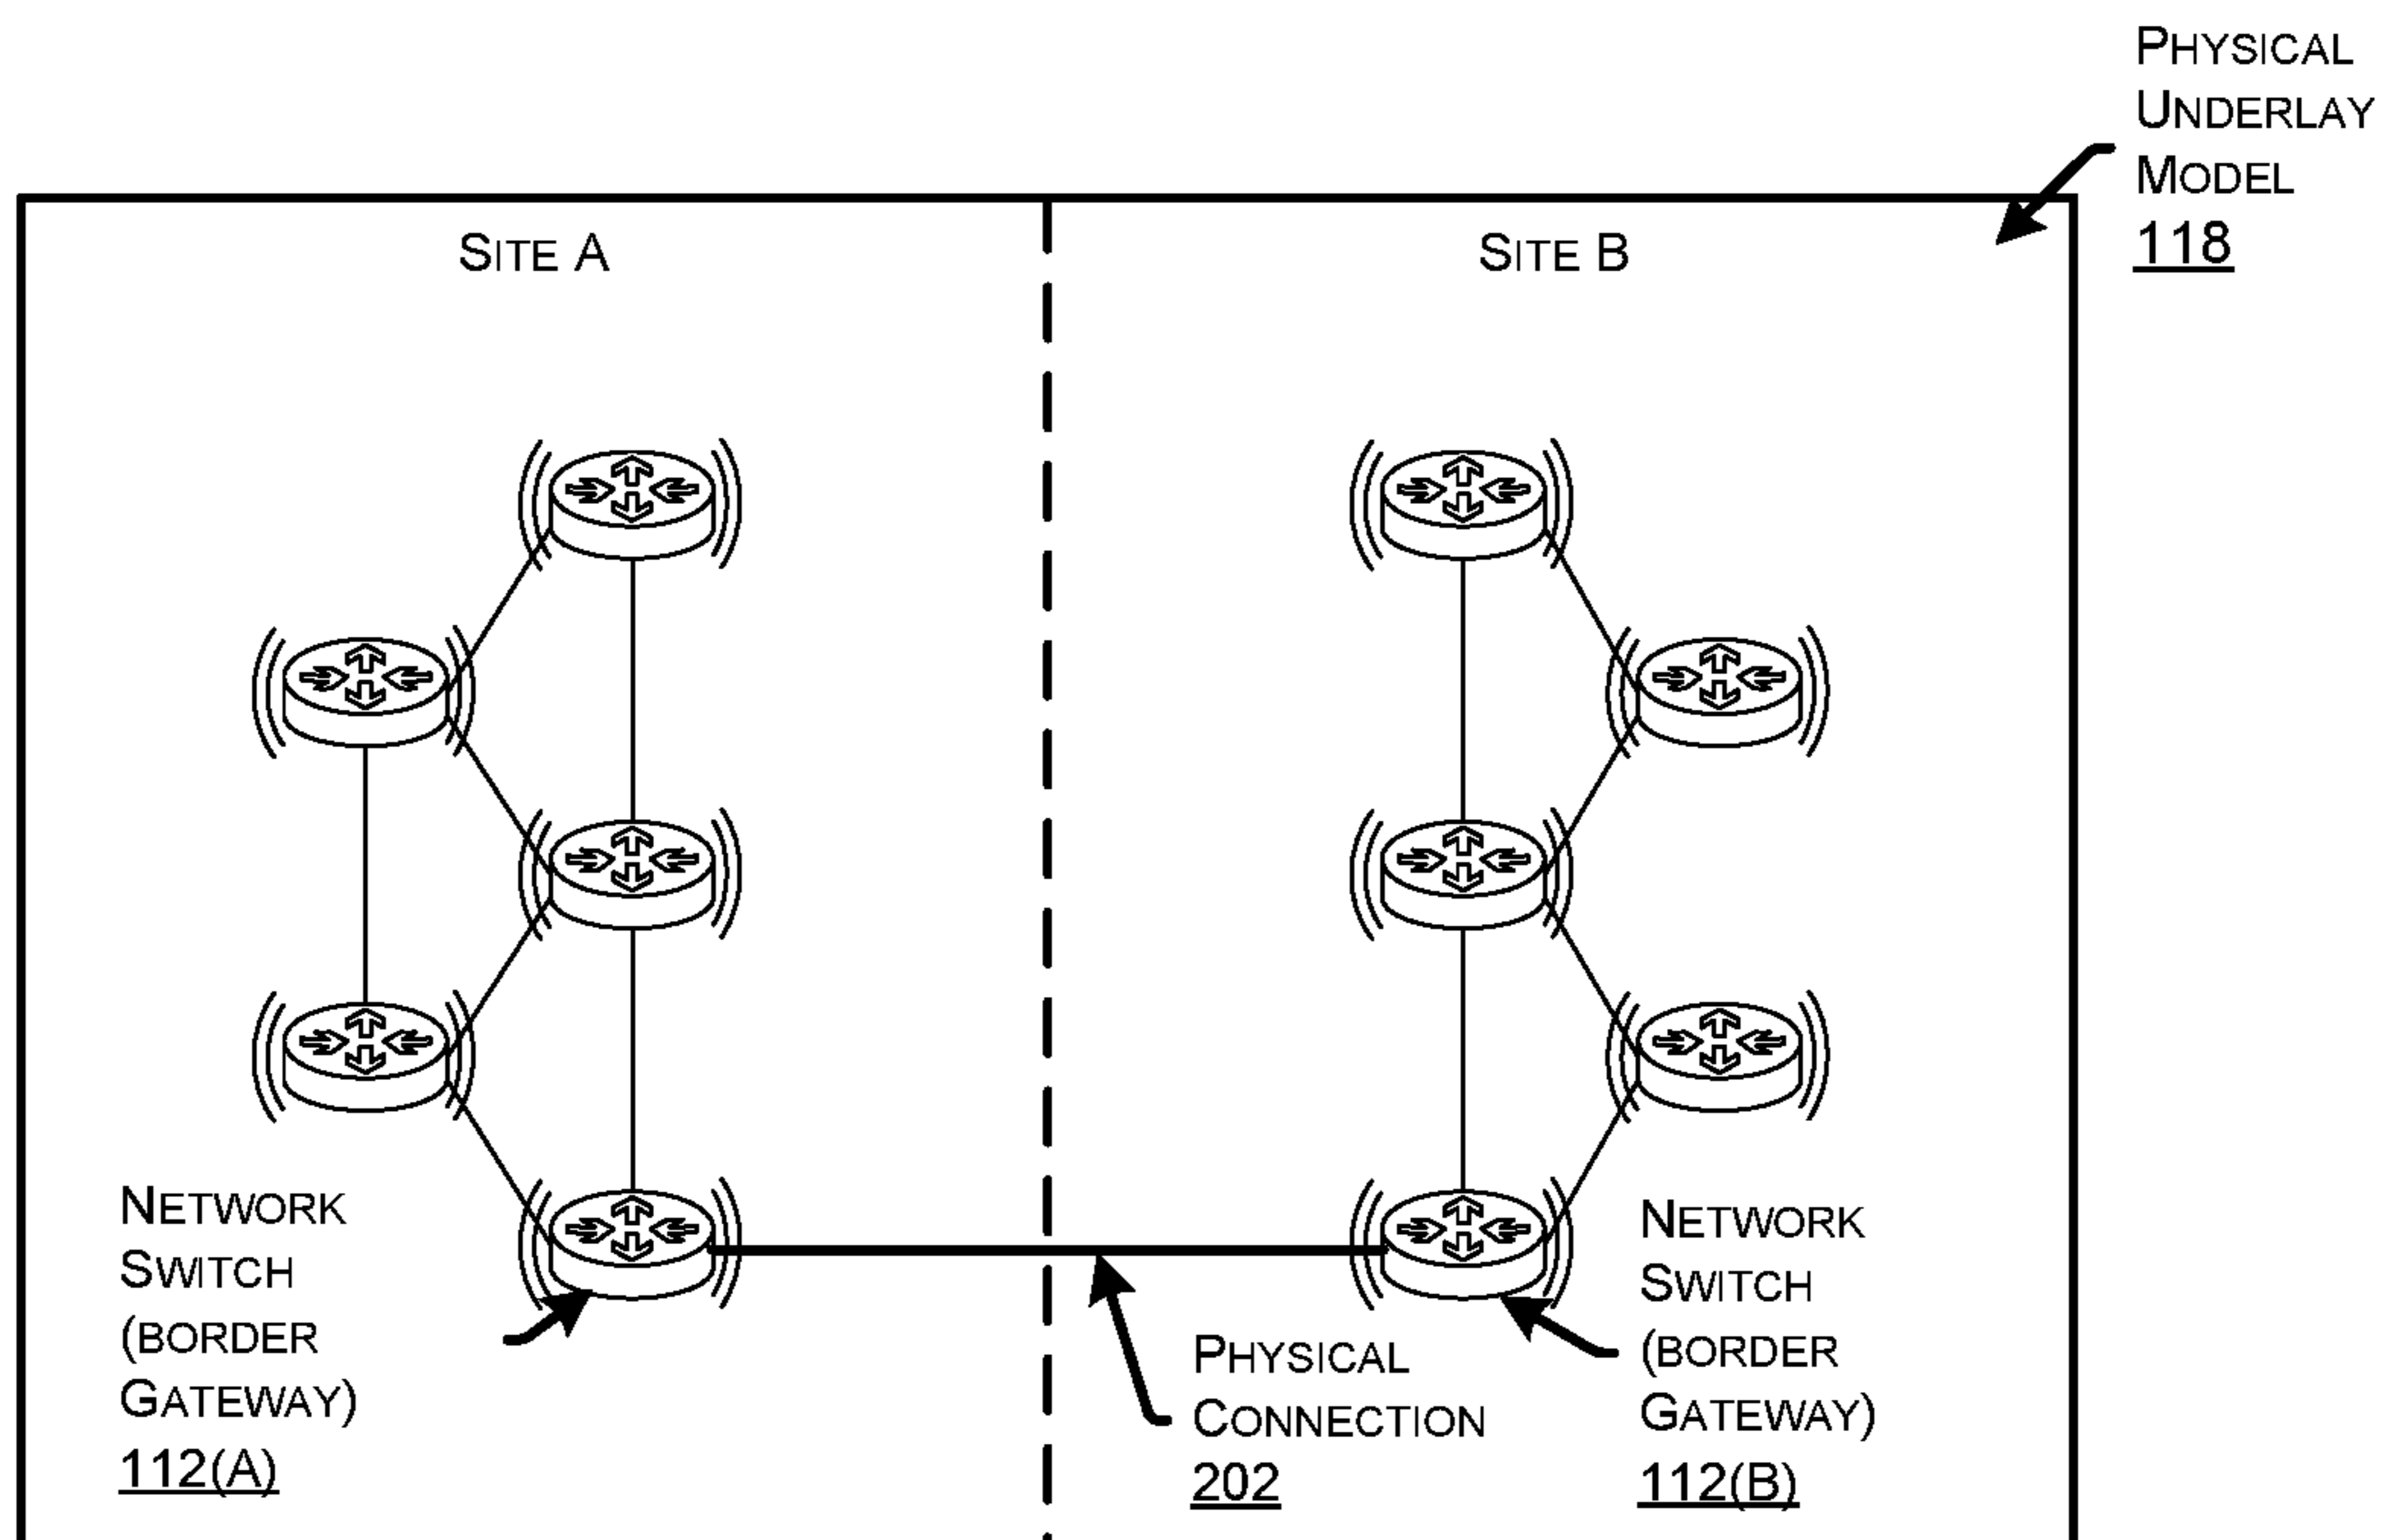 PHYSICAL
UNDERLAY
MODEL
118
SITE A
SITE B
NETWORK
SWITCH
(BORDER
GATEWAY)
112(A)
PHYSICAL
CONNECTION
202
NETWORK
SWITCH
(BORDER
GATEWAY)
112(B)